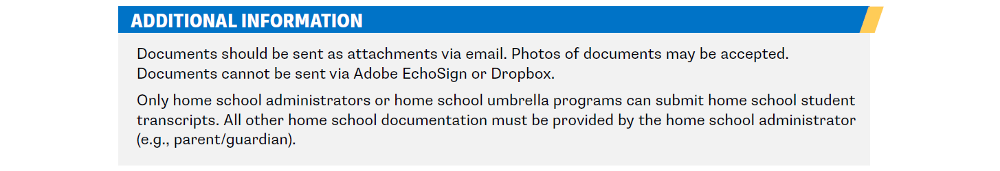 ADDITIONAL INFORMATION
Documents should be sent as attachments via email. Photos of documents may be accepted.
Documents cannot be sent via Adobe EchoSign or Dropbox.
Only home school administrators or home school umbrella programs can submit home school student
transcripts. All other home school documentation must be provided by the home school administrator
(e.g., parent/guardian).